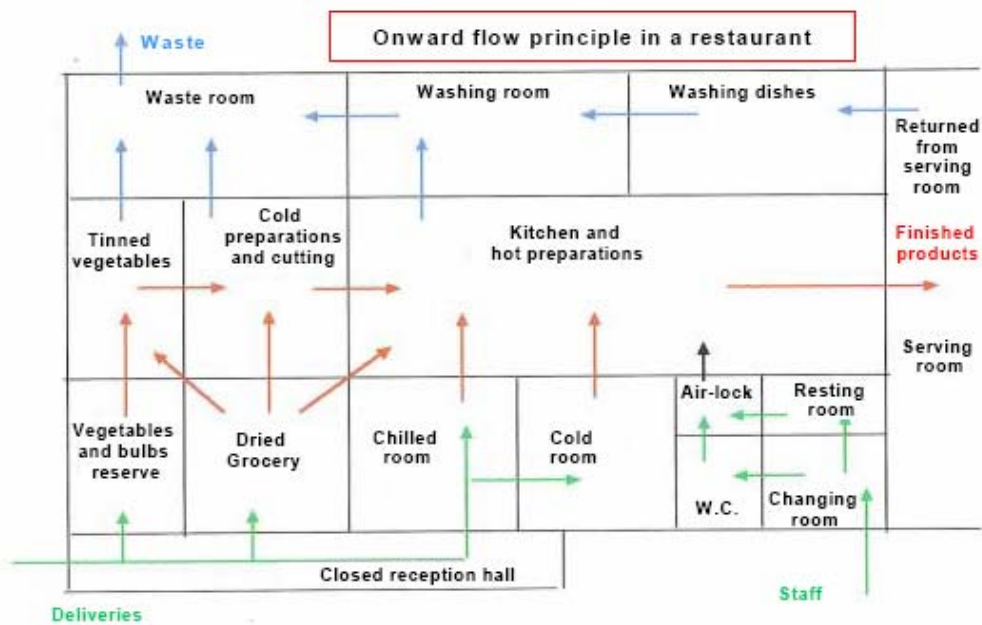 Onward flow principle in a restaurant
Waste
Waste room
Washing room
Washing dishes
Returned
from
serving
room
Tinned
vegetables
Cold
preparations
and cutting
Kitchen and
hot preparations
Finished
products
Serving
room
Vegetables
and bulbs
reserve
Dried
Grocery
Chilled
room
Cold
room
Air-lock
Resting
room
W.C.
Changing
room
Closed reception hall
Deliveries
Staff